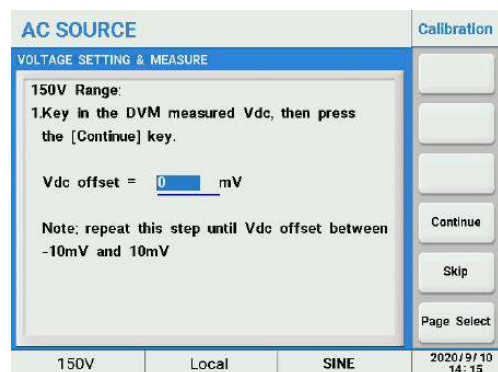 AC SOURCE
Calibration
VOLTAGE SETTING & MEASURE
150V Range:
1.Key in the DVM measured Vdc, then press
the [Continue] key.
Vdc offset = 0 mV
Note; repeat this step until Vdc offset between
-10mV and 10mV
Continue
Skip
Page Select
150V
Local
SINE
2020/9/10
14:15